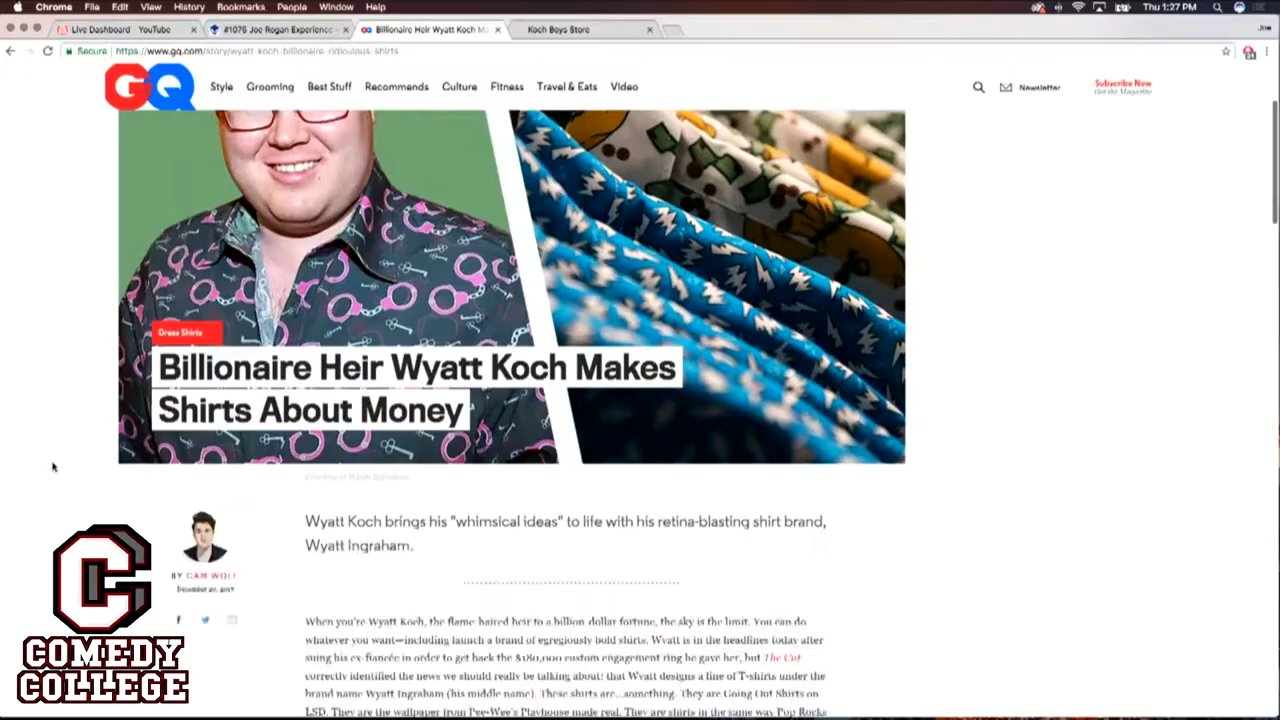 Chrome File Edit View History Bookmarks People Window Help
Thu 1:27 PM
Live Dashboard YouTube
#1076 Joe Rogan Experience
Billionaire Heir Wyatt Koch M
Koch Boys Store
Secure https://www.gq.com/story/wyatt-koch-billionaire-ridiculous-shirts
GQ
Style Grooming Best Stuff Recommends Culture Fitness Travel & Eats Video
Newsletter
Subscribe Now
Get the Magazine
Dress Shirts
Billionaire Heir Wyatt Koch Makes
Shirts About Money
Wyatt Koch brings his "whimsical ideas" to life with his retina-blasting shirt brand,
Wyatt Ingraham.
BY CAM WOLF
When you're Wyatt Koch, the flame-haired heir to a billion-dollar fortune, the sky is the limit. You can do
whatever you want—including launch a brand of egregiously bold shirts. Wyatt is in the headlines today after
suing his ex-fiancée in order to get back the $180,000 custom engagement ring he gave her, but The Cut
correctly identified the news we should really be talking about: that Wyatt designs a line of T-shirts under the
brand name Wyatt Ingraham (his middle name). These shirts are...something. They are Going Out Shirts on
LSD. They are the wallpaper from Pee-Wee's Playhouse made real. They are shirts in the same way Pop Rocks
C
COMEDY
COLLEGE